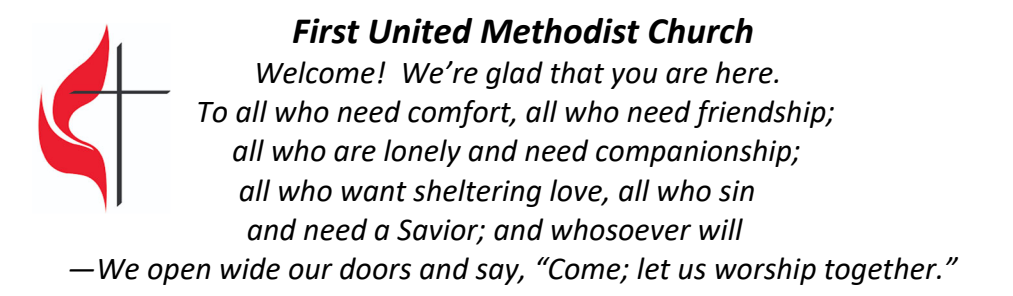 First United Methodist Church
Welcome!  We’re glad that you are here.
To all who need comfort, all who need friendship;
all who are lonely and need companionship;
all who want sheltering love, all who sin
and need a Savior; and whosoever will
—We open wide our doors and say, “Come; let us worship together.”